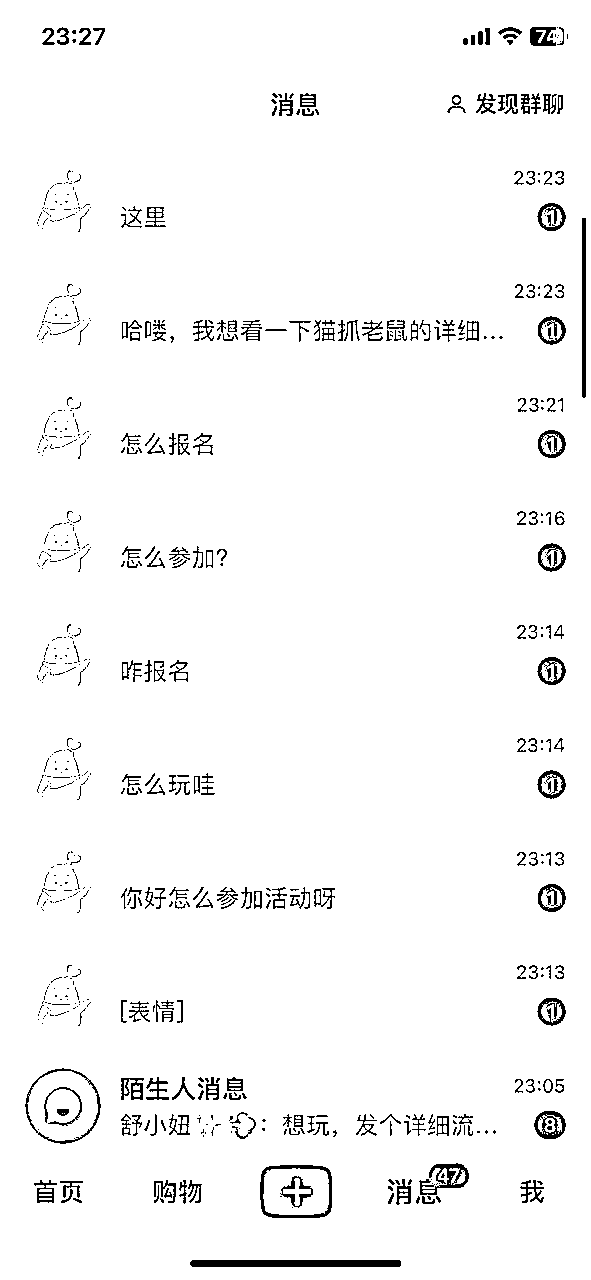 23:27
74
消息
发现群聊
23:23
这里
1
23:23
哈喽，我想看一下猫抓老鼠的详细...
1
23:21
怎么报名
1
23:16
怎么参加？
1
23:14
咋报名
1
23:14
怎么玩哇
1
23:13
你好怎么参加活动呀
1
23:13
[表情]
1
陌生人消息
23:05
舒小妞：想玩，发个详细流...
8
首页
购物
消息
47
我